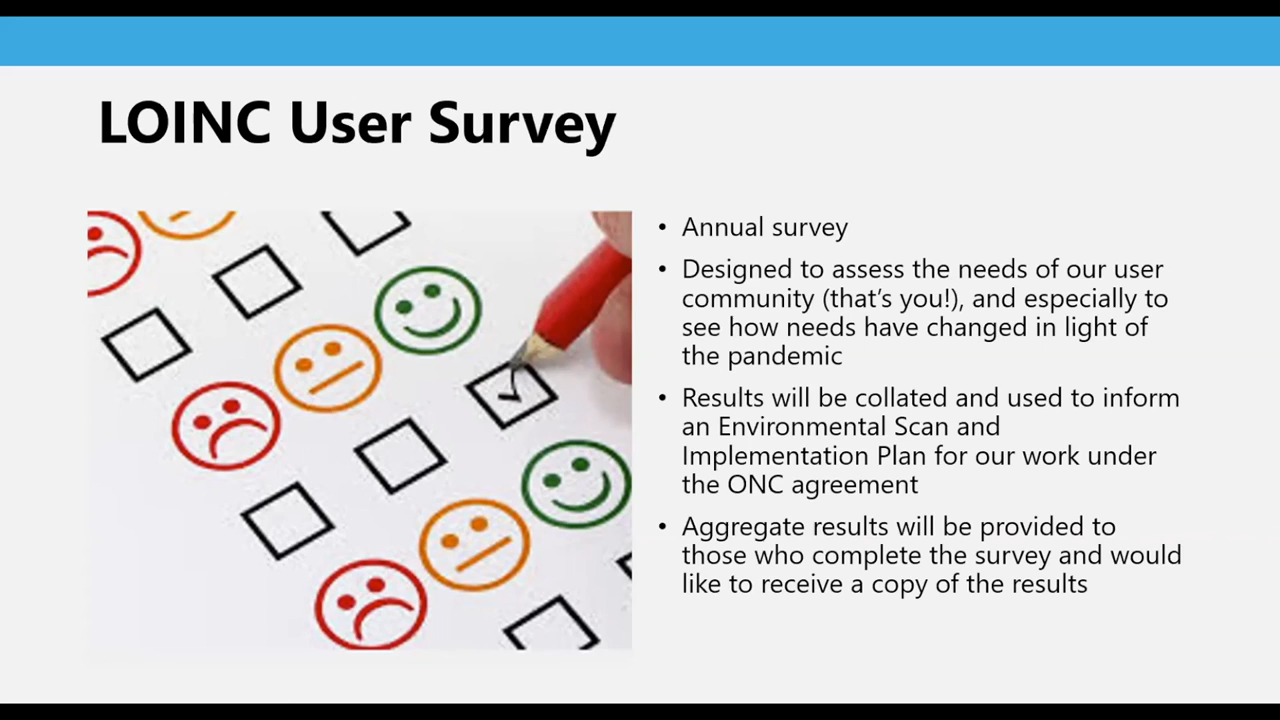 LOINC User Survey
• Annual survey
• Designed to assess the needs of our user
community (that’s you!), and especially to
see how needs have changed in light of
the pandemic
• Results will be collated and used to inform
an Environmental Scan and
Implementation Plan for our work under
the ONC agreement
• Aggregate results will be provided to
those who complete the survey and would
like to receive a copy of the results